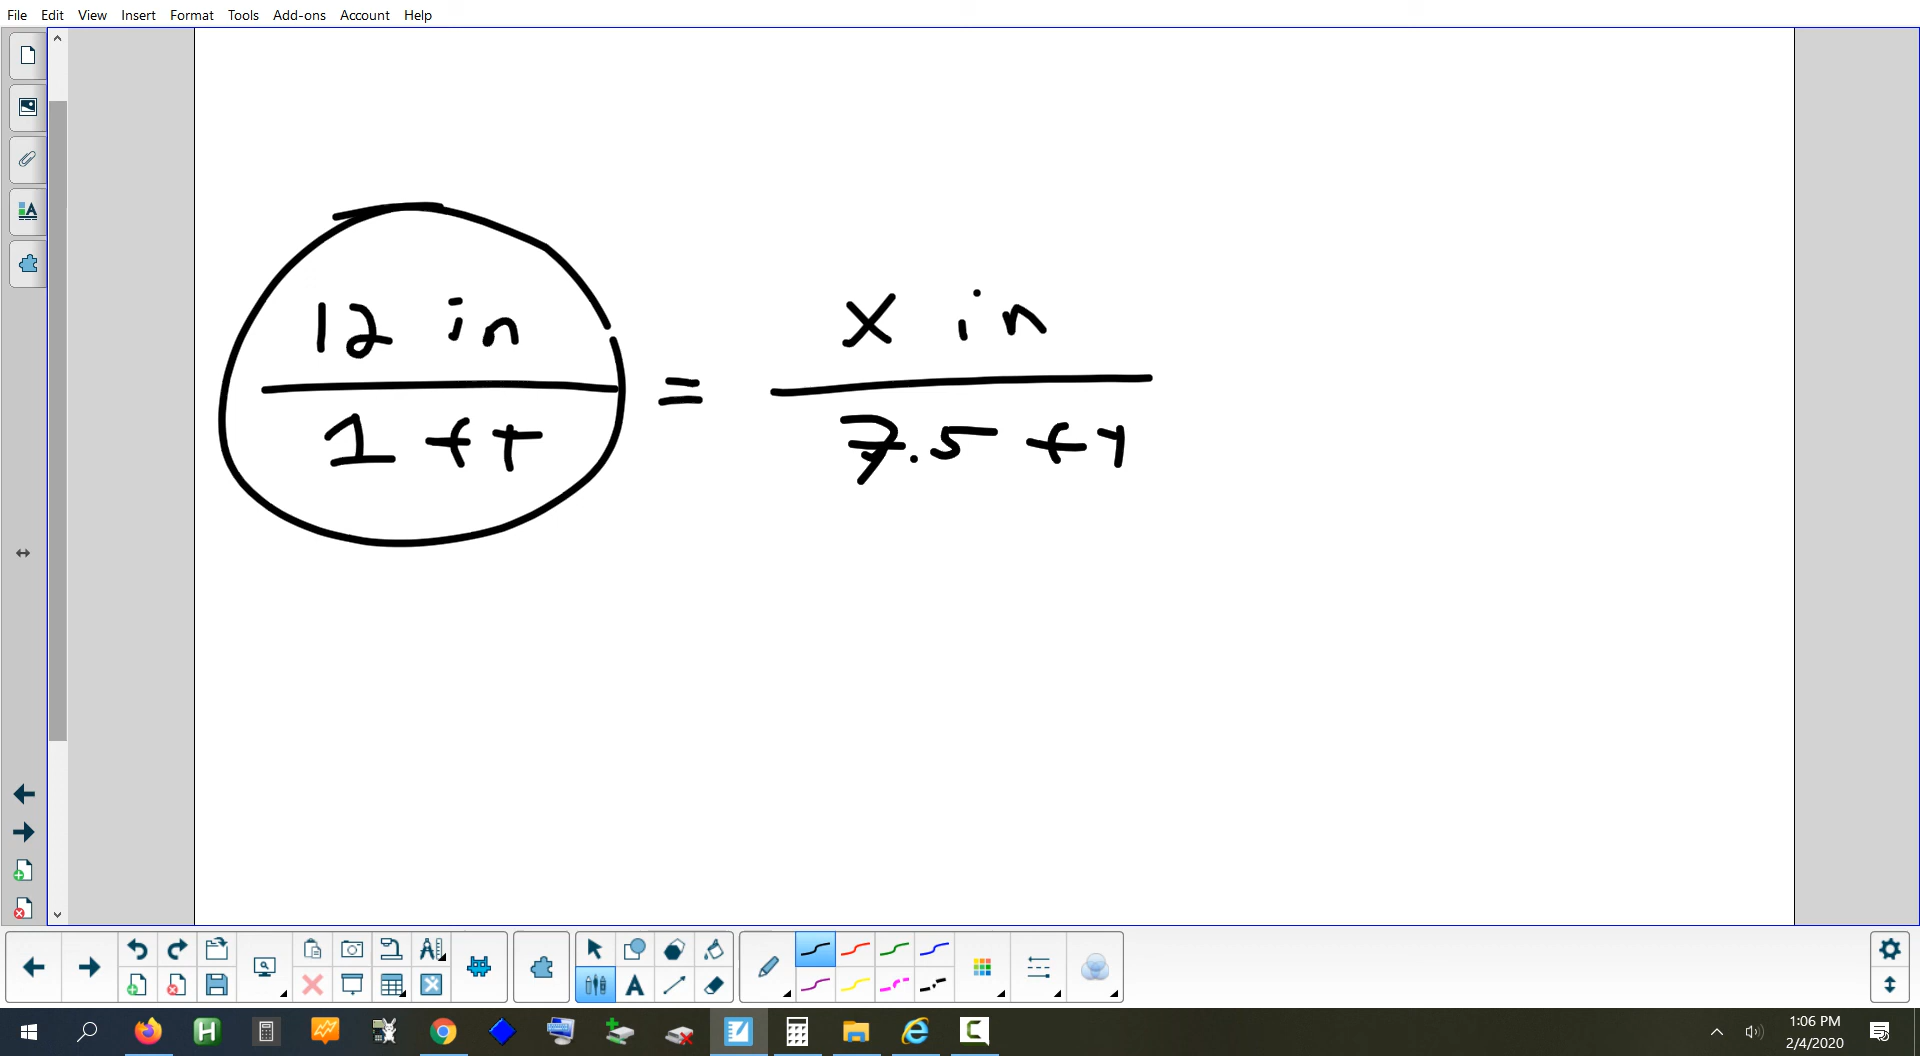 File Edit View Insert Format Tools Add-ons Account Help
12 in
1 ft
=
x in
7.5 ft
1:06 PM
2/4/2020